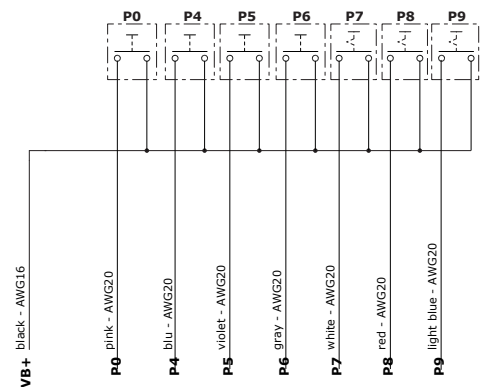 P0 P4 P5 P6 P7 P8 P9
black - AWG16
pink - AWG20
blu - AWG20
violet - AWG20
gray - AWG20
white - AWG20
red - AWG20
light blue - AWG20
VB+
P0
P4
P5
P6
P7
P8
P9